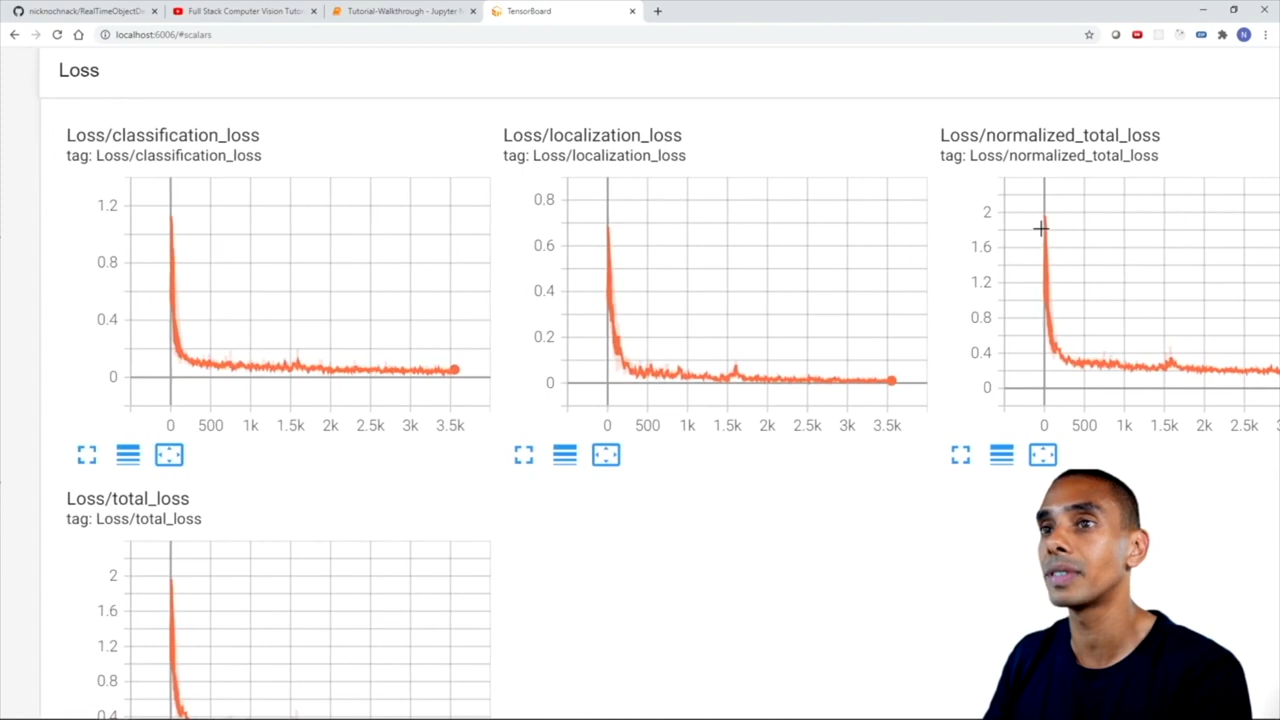 nicknochnack/RealTimeObjectDe
Full Stack Computer Vision Tutor
Tutorial-Walkthrough - Jupyter N
TensorBoard
localhost:6006/#scalars
N
Loss
Loss/classification_loss
tag: Loss/classification_loss
1.2
0.8
0.4
0
0 500 1k 1.5k 2k 2.5k 3k 3.5k
Loss/localization_loss
tag: Loss/localization_loss
0.8
0.6
0.4
0.2
0
0 500 1k 1.5k 2k 2.5k 3k 3.5k
Loss/normalized_total_loss
tag: Loss/normalized_total_loss
2
1.6
1.2
0.8
0.4
0
0 500 1k 1.5k 2k 2.5k
Loss/total_loss
tag: Loss/total_loss
2
1.6
1.2
0.8
0.4